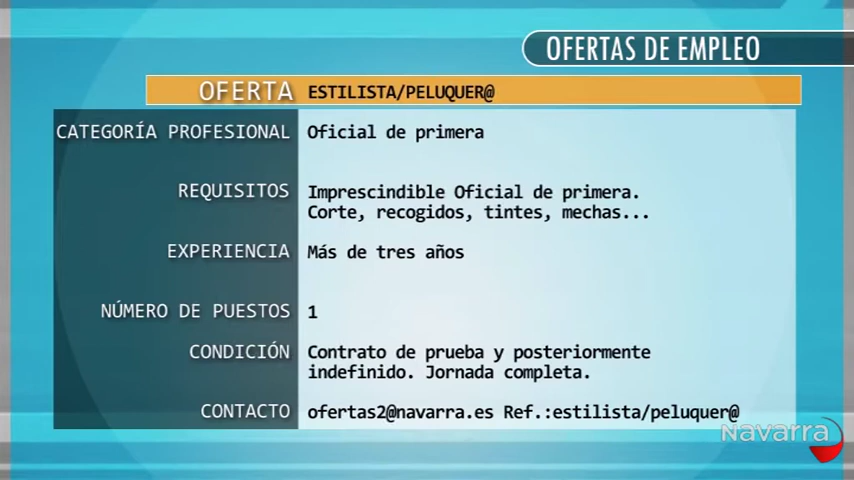 OFERTAS DE EMPLEO
OFERTA ESTILISTA/PELUQUER@
CATEGORÍA PROFESIONAL Oficial de primera
REQUISITOS Imprescindible Oficial de primera.
Corte, recogidos, tintes, mechas...
EXPERIENCIA Más de tres años
NÚMERO DE PUESTOS 1
CONDICIÓN Contrato de prueba y posteriormente
indefinido. Jornada completa.
CONTACTO ofertas2@navarra.es Ref.:estilista/peluquer@
Navarra